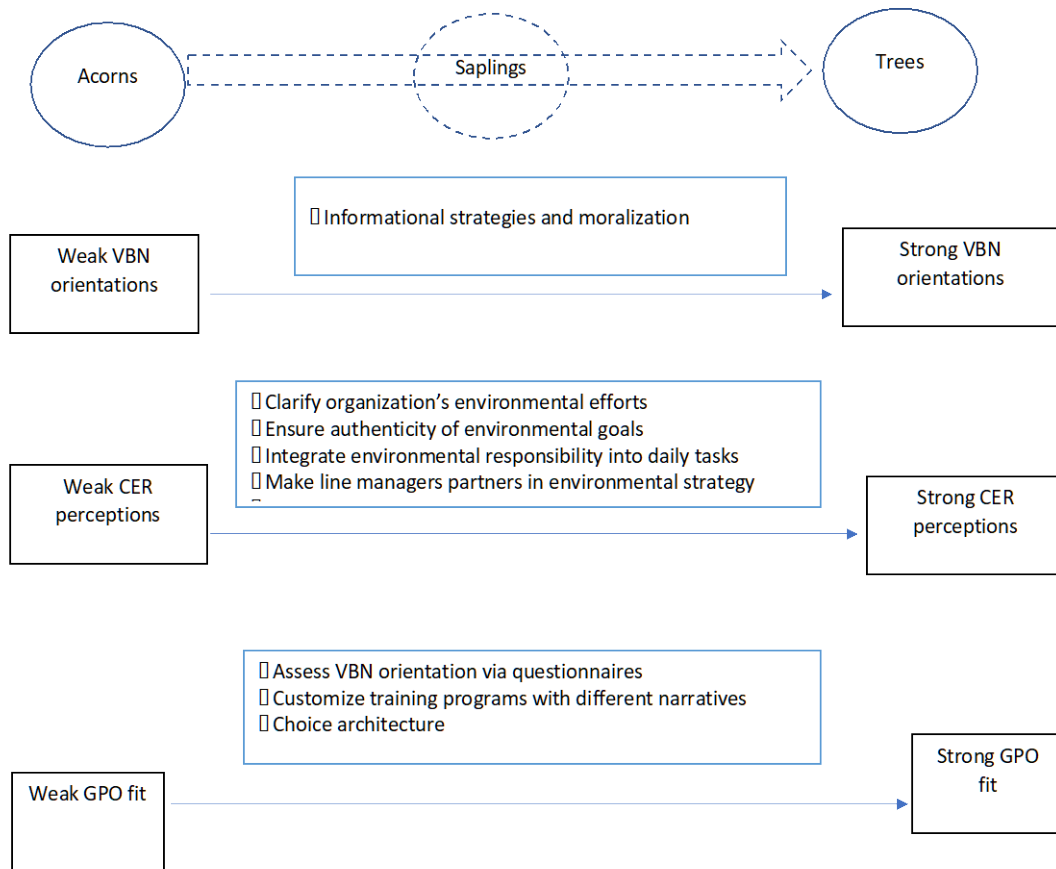 Acorns
Saplings
Trees
▯ Informational strategies and moralization
Weak VBN
orientations
Strong VBN
orientations
▯ Clarify organization’s environmental efforts
▯ Ensure authenticity of environmental goals
▯ Integrate environmental responsibility into daily tasks
▯ Make line managers partners in environmental strategy
Weak CER
perceptions
Strong CER
perceptions
▯ Assess VBN orientation via questionnaires
▯ Customize training programs with different narratives
▯ Choice architecture
Weak GPO fit
Strong GPO
fit